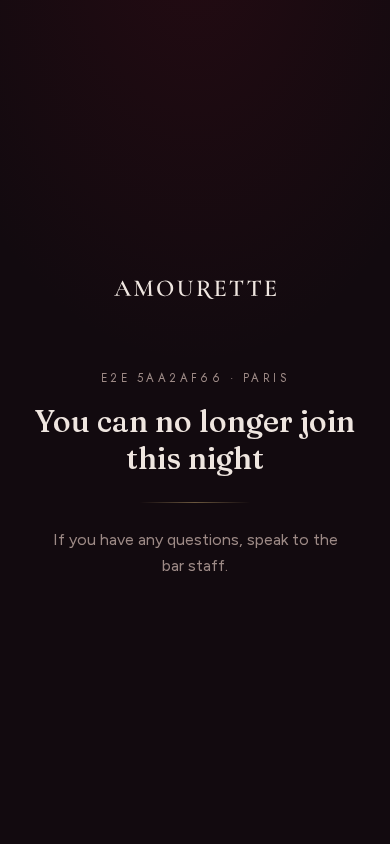 AMOURETTE
E2E 5AA2AF66 · PARIS
You can no longer join
this night
If you have any questions, speak to the
bar staff.